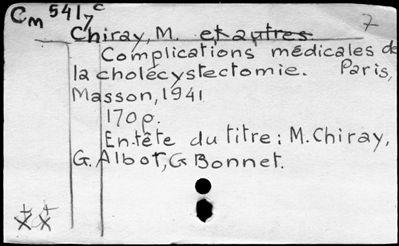 Cm 541,7 c
7
Chiray, M. et autres
Complications médicales de
la cholécystectomie. Paris,
Masson, 1941
170p.
En-tête du titre: M. Chiray,
G. Albot, G Bonnet.